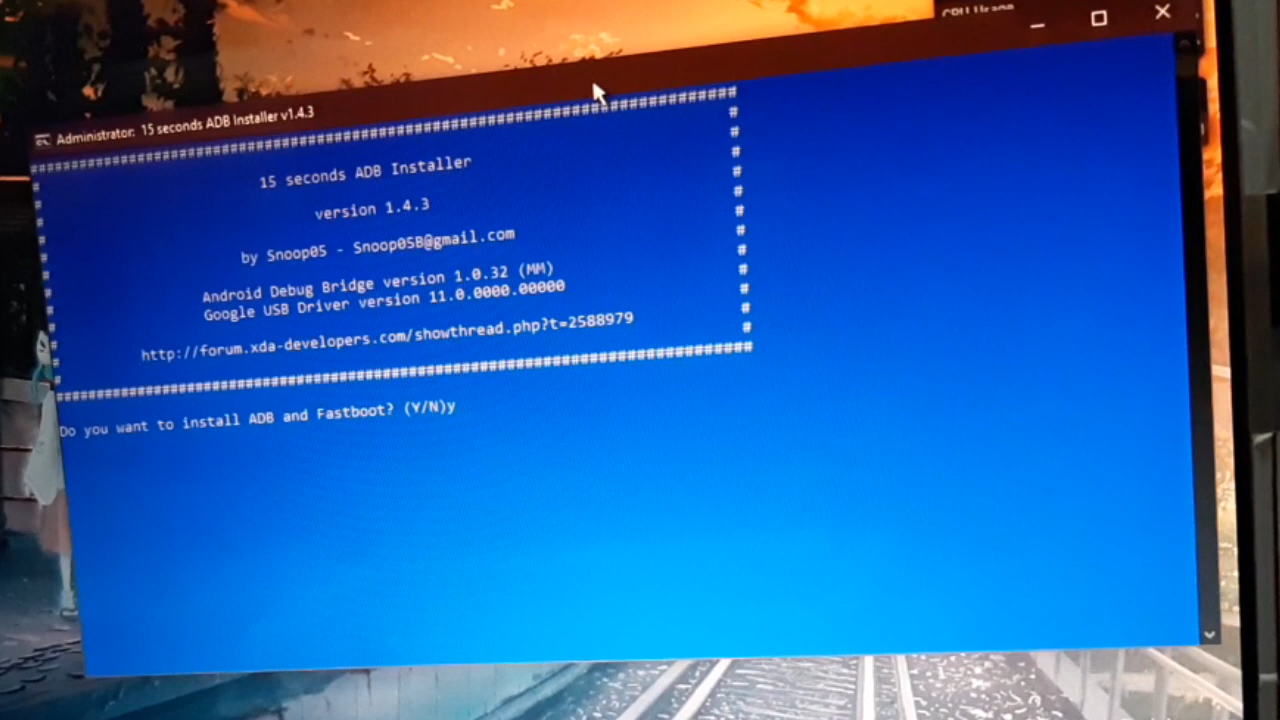 CPU Usage
Administrator: 15 seconds ADB Installer v1.4.3
###############################################################################
15 seconds ADB Installer
version 1.4.3
by Snoop05 - Snoop05B@gmail.com
Android Debug Bridge version 1.0.32 (MM)
Google USB Driver version 11.0.0000.00000
http://forum.xda-developers.com/showthread.php?t=2588979
###############################################################################
Do you want to install ADB and Fastboot? (Y/N)y